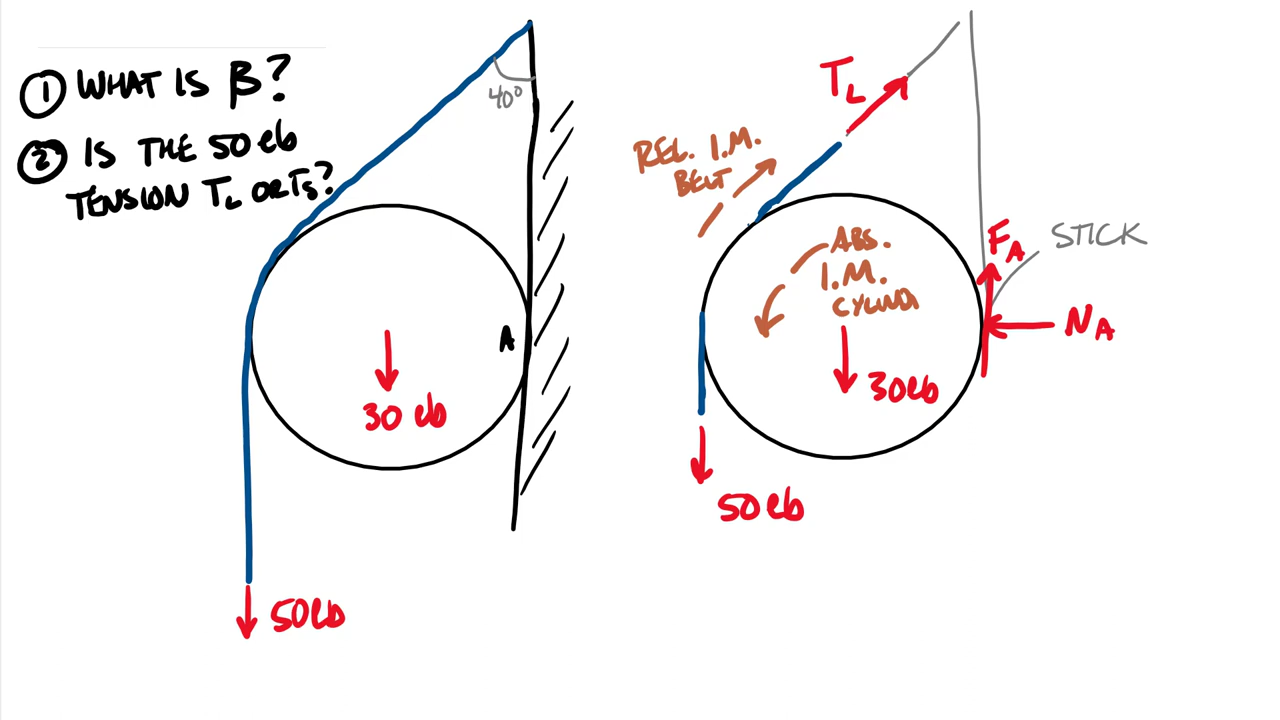 ① WHAT IS β?
② IS THE 50 lb
TENSION TL OR TS?
40°
A
30 lb
50 lb
TL
REL. I.M.
BELT
ABS.
I.M.
CYLINDER
FA
STICK
NA
30 lb
50 lb